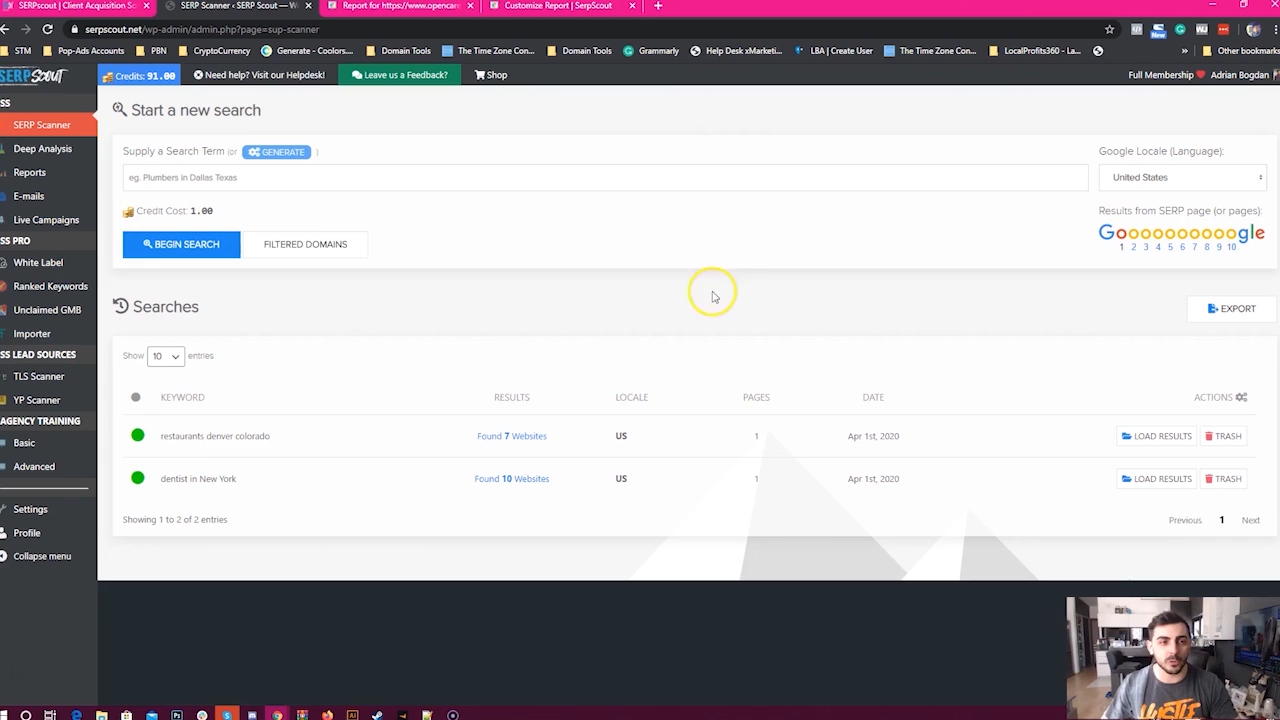 SERPscout | Client Acquisition S
SERP Scanner ‹ SERPscout — W
Report for https://www.opencare
Customize Report | SerpScout
serpscout.net/wp-admin/admin.php?page=sup-scanner
STM
Pop-Ads Accounts
PBN
CryptoCurrency
Generate - Coolors...
Domain Tools
The Time Zone Con...
Domain Tools
Grammarly
Help Desk xMarketi...
LBA | Create User
The Time Zone Con...
LocalProfits360 - La...
Other bookmarks
SERPSCOUT
Credits: 91.00
Need help? Visit our Helpdesk!
Leave us a Feedback?
Shop
Full Membership
Adrian Bogdan
SS
SERP Scanner
Deep Analysis
Reports
E-mails
Live Campaigns
SS PRO
White Label
Ranked Keywords
Unclaimed GMB
Importer
SS LEAD SOURCES
TLS Scanner
YP Scanner
AGENCY TRAINING
Basic
Advanced
Settings
Profile
Collapse menu
Start a new search
Supply a Search Term (or GENERATE )
eg. Plumbers in Dallas Texas
Credit Cost: 1.00
BEGIN SEARCH
FILTERED DOMAINS
Google Locale (Language):
United States
Results from SERP page (or pages):
Goooooooooogle
1 2 3 4 5 6 7 8 9 10
Searches
EXPORT
Show 10 entries
KEYWORD RESULTS LOCALE PAGES DATE ACTIONS
restaurants denver colorado Found 7 Websites US 1 Apr 1st, 2020 LOAD RESULTS TRASH
dentist in New York Found 10 Websites US 1 Apr 1st, 2020 LOAD RESULTS TRASH
Showing 1 to 2 of 2 entries
Previous 1 Next
HUSTLE